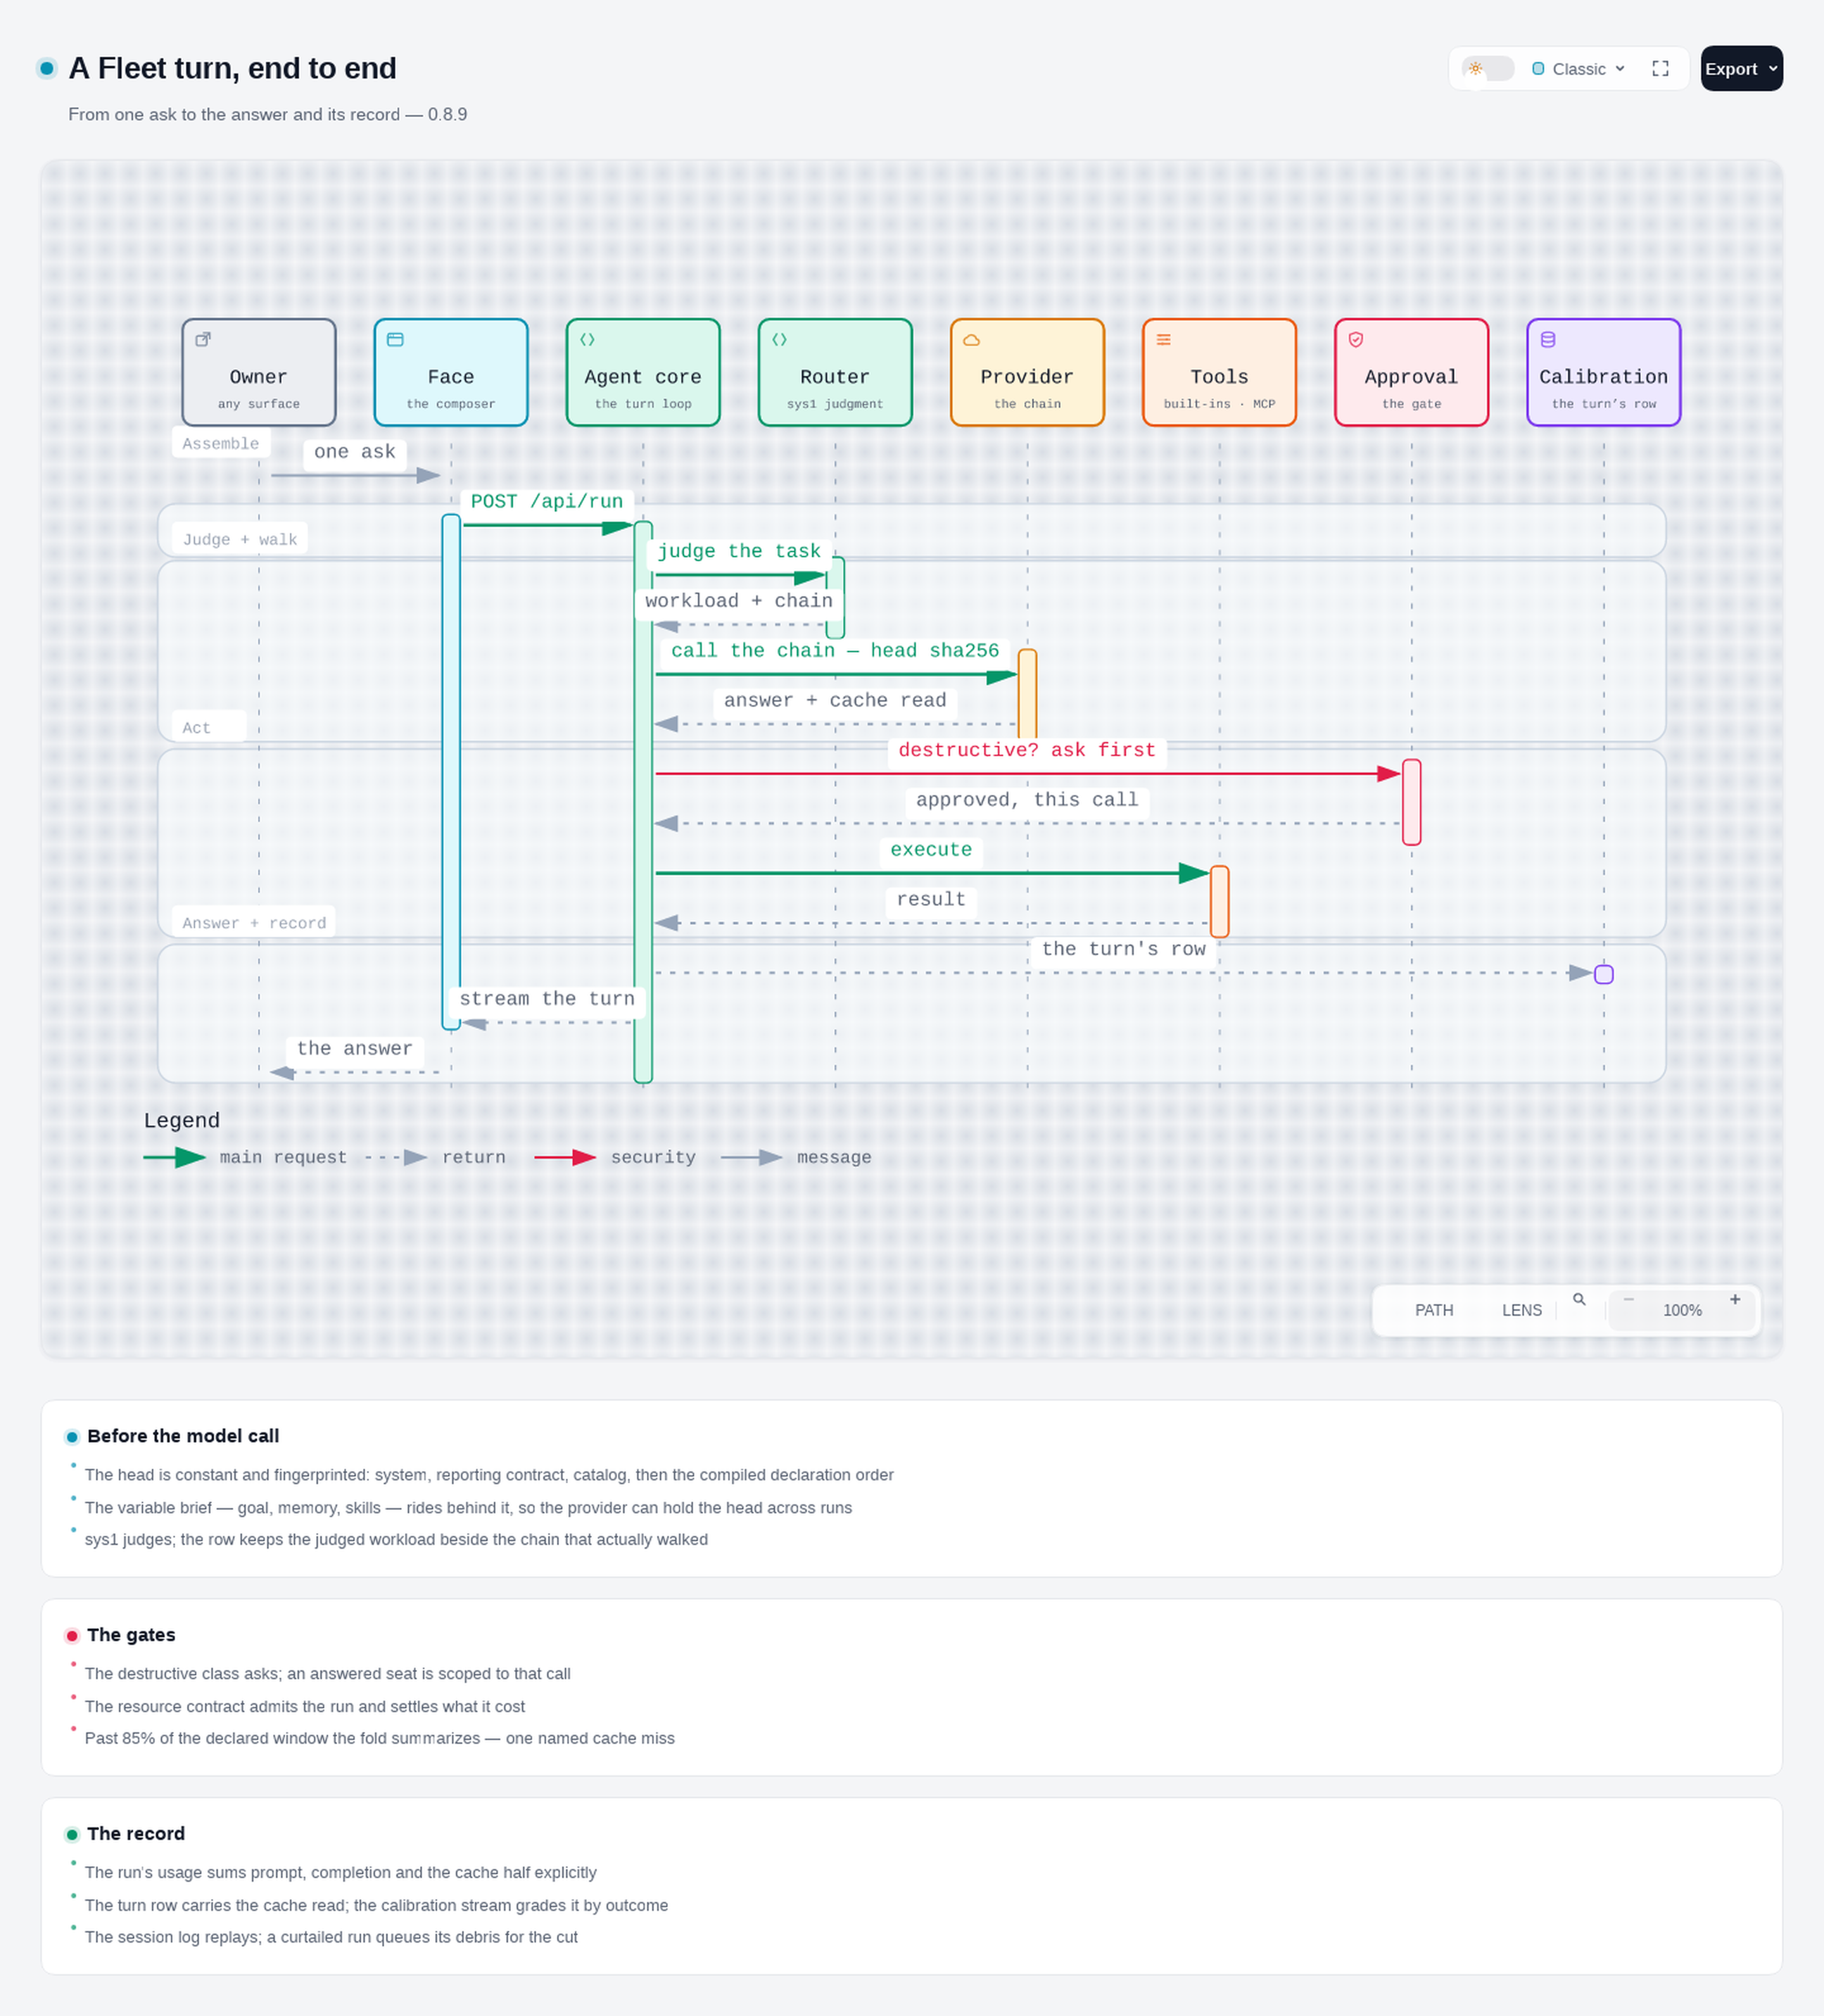 A Fleet turn, end to end
Classic
Export
From one ask to the answer and its record — 0.8.9
Owner
any surface
Face
the composer
Agent core
the turn loop
Router
sys1 judgment
Provider
the chain
Tools
built-ins · MCP
Approval
the gate
Calibration
the turn’s row
Assemble
one ask
POST /api/run
Judge + walk
judge the task
workload + chain
call the chain — head sha256
answer + cache read
Act
destructive? ask first
approved, this call
execute
result
Answer + record
the turn's row
stream the turn
the answer
Legend
main request
return
security
message
PATH
LENS
100%
Before the model call
The head is constant and fingerprinted: system, reporting contract, catalog, then the compiled declaration order
The variable brief — goal, memory, skills — rides behind it, so the provider can hold the head across runs
sys1 judges; the row keeps the judged workload beside the chain that actually walked
The gates
The destructive class asks; an answered seat is scoped to that call
The resource contract admits the run and settles what it cost
Past 85% of the declared window the fold summarizes — one named cache miss
The record
The run's usage sums prompt, completion and the cache half explicitly
The turn row carries the cache read; the calibration stream grades it by outcome
The session log replays; a curtailed run queues its debris for the cut